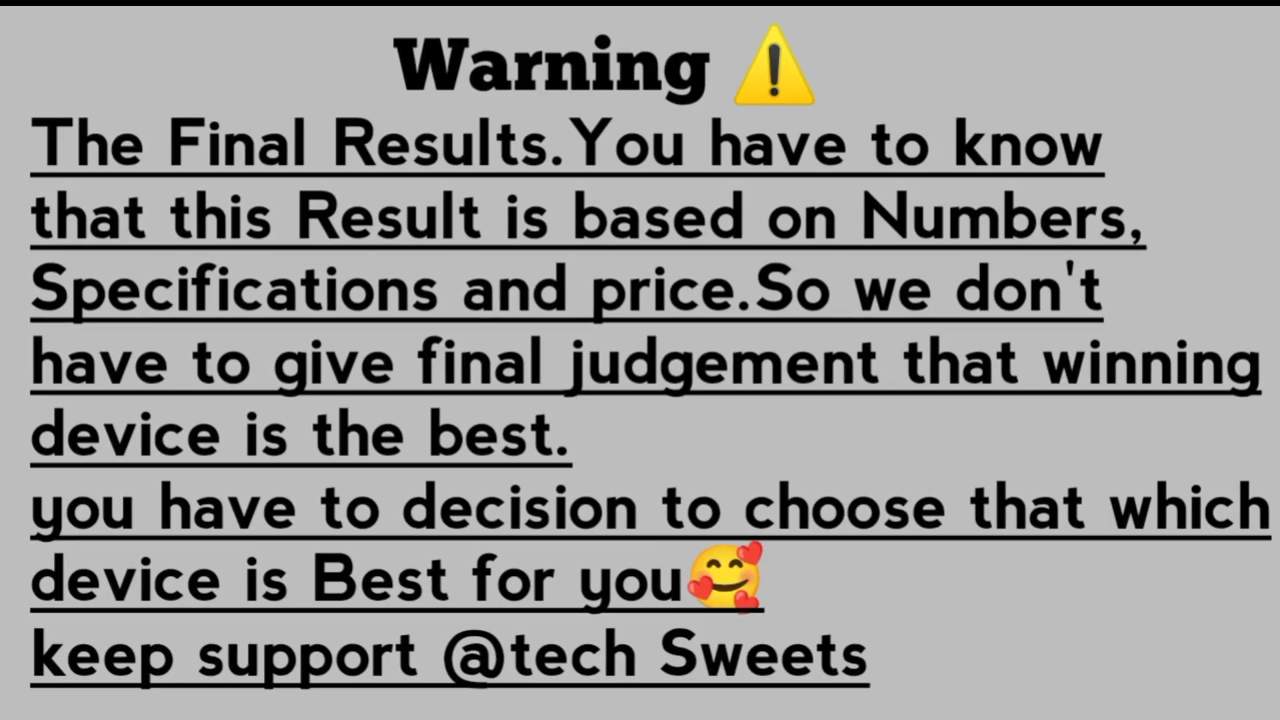 Warning ⚠️
The Final Results.You have to know
that this Result is based on Numbers,
Specifications and price.So we don't
have to give final judgement that winning
device is the best.
you have to decision to choose that which
device is Best for you🥰
keep support @tech Sweets